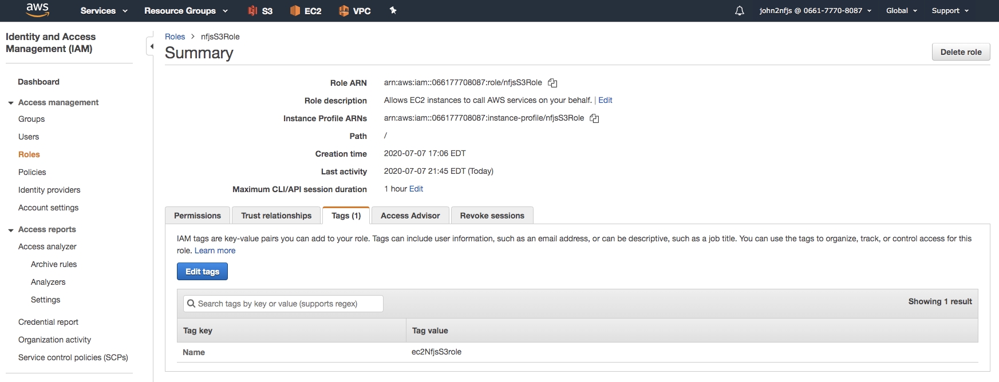 aws Services Resource Groups S3 EC2 VPC john2nfjs @ 0661-7770-8087 Global Support
Identity and Access
Management (IAM)
Dashboard
Access management
Groups
Users
Roles
Policies
Identity providers
Account settings
Access reports
Access analyzer
Archive rules
Analyzers
Settings
Credential report
Organization activity
Service control policies (SCPs)
Roles > nfjsS3Role
Summary
Delete role
Role ARN arn:aws:iam::066177708087:role/nfjsS3Role
Role description Allows EC2 instances to call AWS services on your behalf. | Edit
Instance Profile ARNs arn:aws:iam::066177708087:instance-profile/nfjsS3Role
Path /
Creation time 2020-07-07 17:06 EDT
Last activity 2020-07-07 21:45 EDT (Today)
Maximum CLI/API session duration 1 hour Edit
Permissions Trust relationships Tags (1) Access Advisor Revoke sessions
IAM tags are key-value pairs you can add to your role. Tags can include user information, such as an email address, or can be descriptive, such as a job title. You can use the tags to organize, track, or control access for this
role. Learn more
Edit tags
Search tags by key or value (supports regex) Showing 1 result
Tag key Tag value
Name ec2NfjsS3role